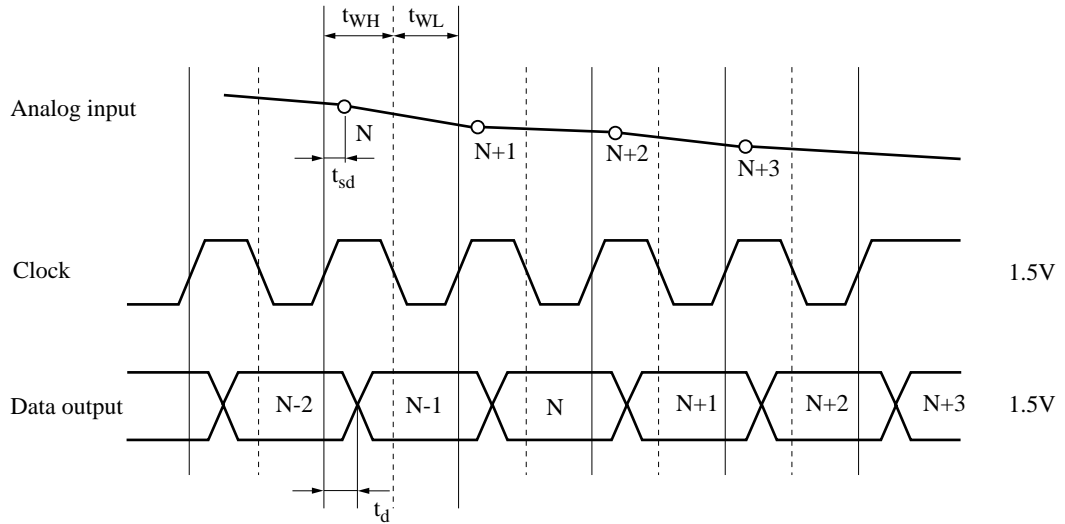 tWH tWL
Analog input
N N+1 N+2 N+3
tsd
Clock 1.5V
Data output N-2 N-1 N N+1 N+2 N+3 1.5V
td